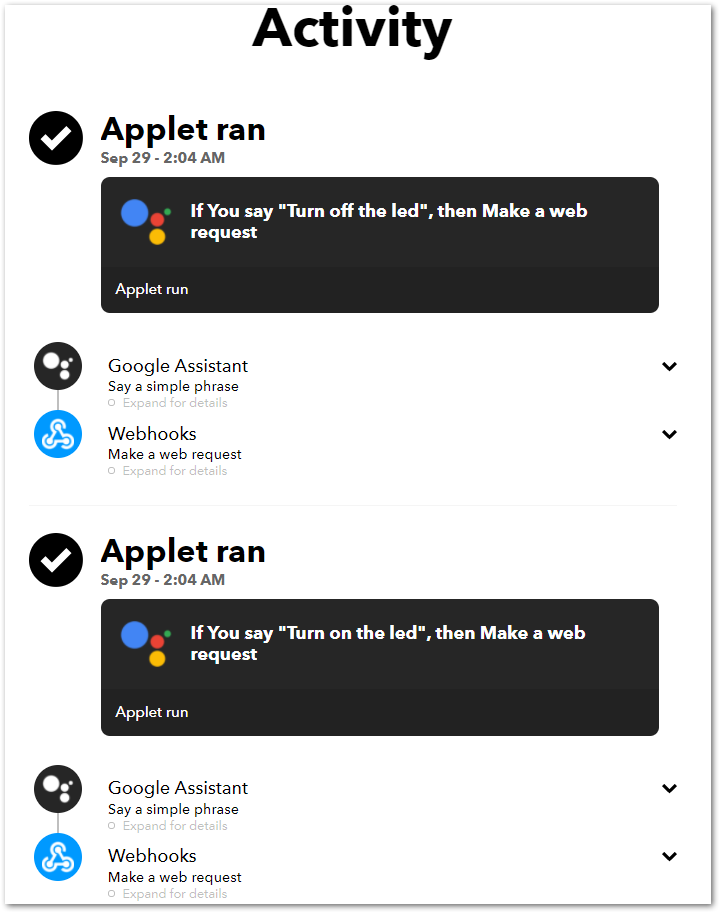 Activity
Applet ran
Sep 29 - 2:04 AM
If You say "Turn off the led", then Make a web
request
Applet run
Google Assistant
Say a simple phrase
Expand for details
Webhooks
Make a web request
Expand for details
Applet ran
Sep 29 - 2:04 AM
If You say "Turn on the led", then Make a web
request
Applet run
Google Assistant
Say a simple phrase
Expand for details
Webhooks
Make a web request
Expand for details